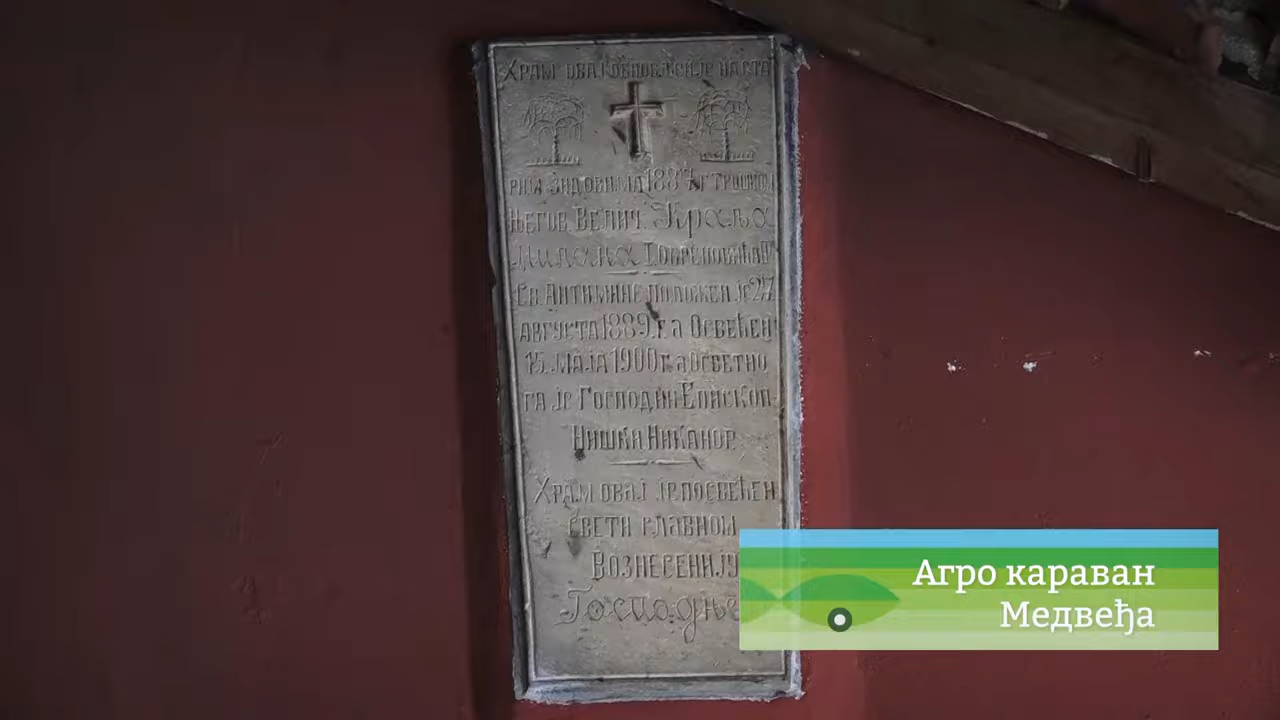 Храм овај обновљен је на ста
рим зидовима 1887 г трошком
Његов. Велич. Краља
Милана I. Обреновића
Св. Антиминс положен је 27
августа 1889. г. а Освећен
15. Маја 1900 г. а Осветио
га је Господин Епископ
Нишки Никанор
Храм овај је посвећен
свети главном
Вознесенију
Господње
Агро караван
Медвеђа